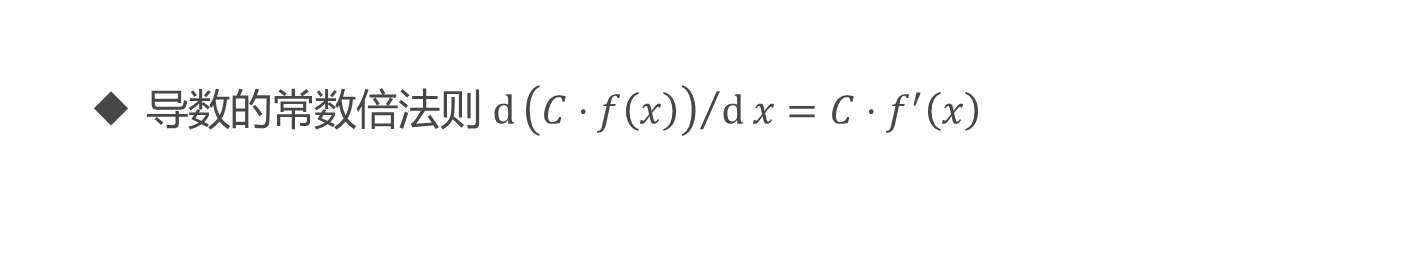 ◆ 导数的常数倍法则 d(C · f(x))/d x = C · f′(x)